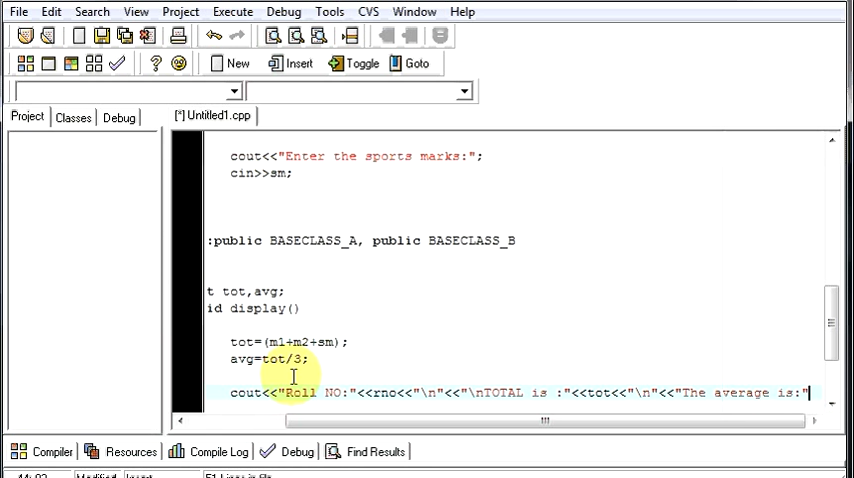 File Edit Search View Project Execute Debug Tools CVS Window Help
New Insert Toggle Goto
Project Classes Debug [*] Untitled1.cpp
cout<<"Enter the sports marks:";
cin>>sm;
:public BASECLASS_A, public BASECLASS_B
t tot,avg;
id display()
tot=(m1+m2+sm);
avg=tot/3;
cout<<"Roll NO:"<<rno<<"\n"<<"\nTOTAL is :"<<tot<<"\n"<<"The average is:"
Compiler Resources Compile Log Debug Find Results